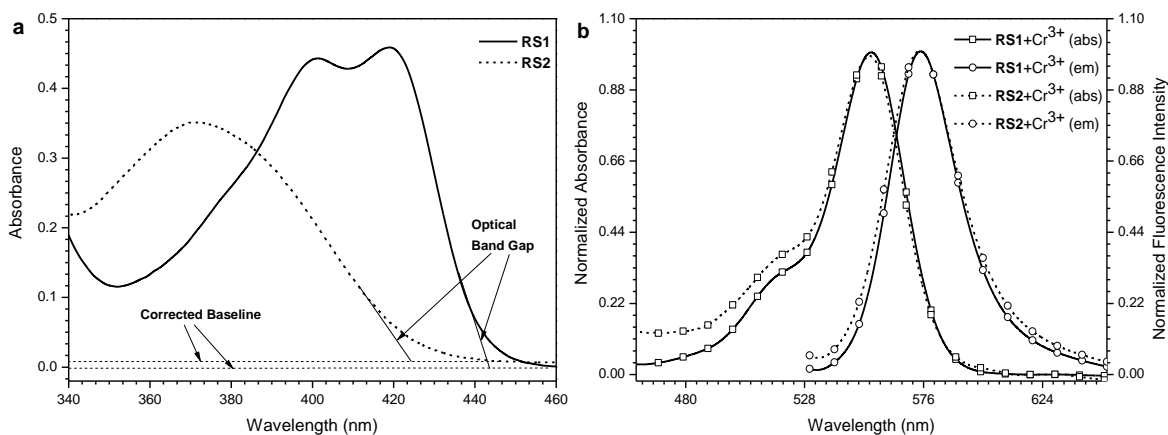 a
RS1
RS2
Optical
Band Gap
Corrected Baseline
Absorbance
0.5
0.4
0.3
0.2
0.1
0.0
340 360 380 400 420 440 460
Wavelength (nm)
b
RS1+Cr3+ (abs)
RS1+Cr3+ (em)
RS2+Cr3+ (abs)
RS2+Cr3+ (em)
Normalized Absorbance
1.10
0.88
0.66
0.44
0.22
0.00
480 528 576 624
Wavelength (nm)
1.10
0.88
0.66
0.44
0.22
0.00
Normalized Fluorescence Intensity